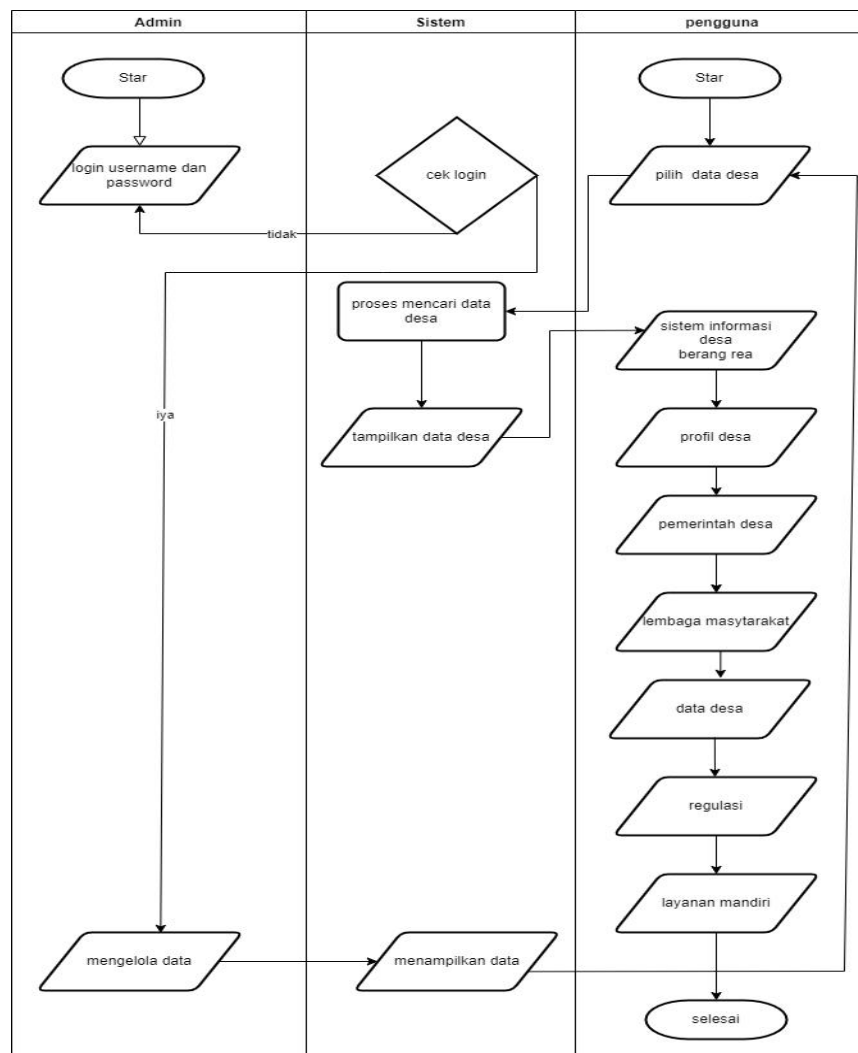 Admin
Sistem
pengguna
Star
Star
login username dan
password
cek login
pilih data desa
tidak
proses mencari data
desa
sistem informasi
desa
berang rea
iya
tampilkan data desa
profil desa
pemerintah desa
lembaga masytarakat
data desa
regulasi
layanan mandiri
mengelola data
menampilkan data
selesai